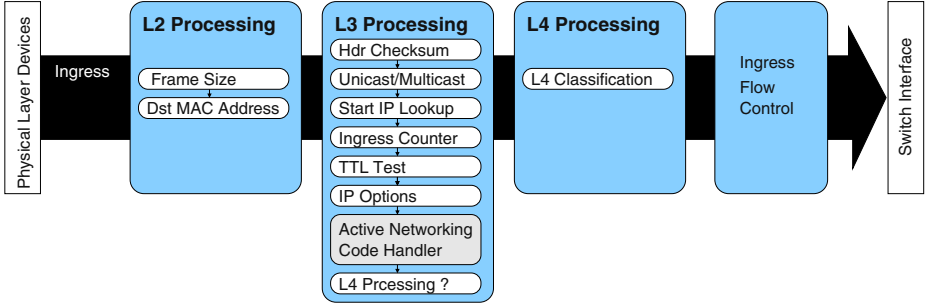 Physical Layer Devices
Ingress
L2 Processing
Frame Size
Dst MAC Address
L3 Processing
Hdr Checksum
Unicast/Multicast
Start IP Lookup
Ingress Counter
TTL Test
IP Options
Active Networking
Code Handler
L4 Prcessing ?
L4 Processing
L4 Classification
Ingress
Flow
Control
Switch Interface